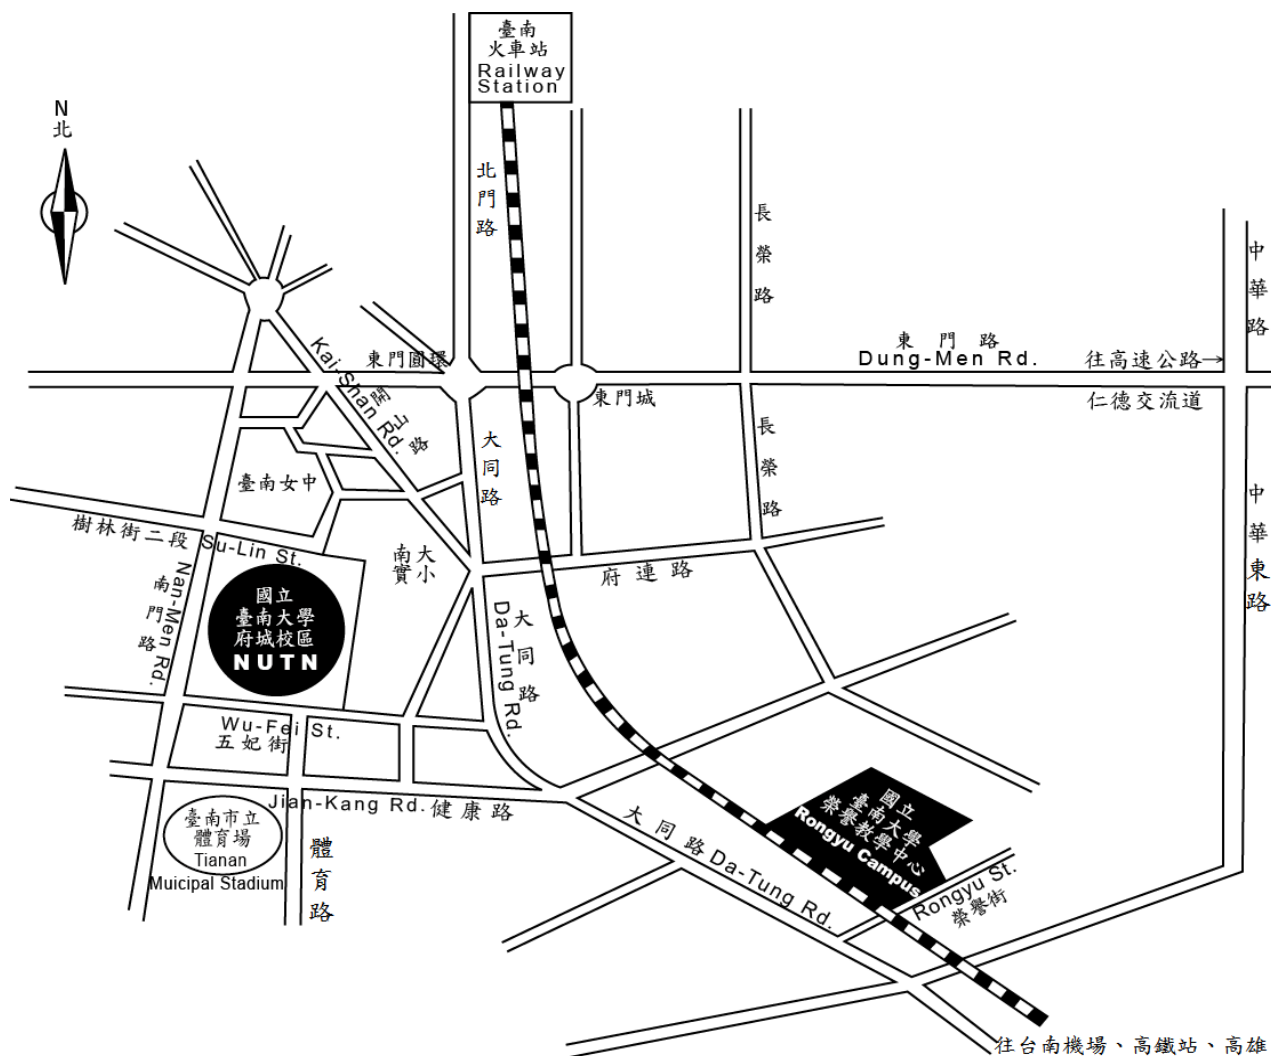 臺南
火車站
Railway
Station
N
北
北門路
長榮路
中華路
東門路
Dung-Men Rd.
往高速公路→
仁德交流道
東門圓環
東門城
Kai-Shan Rd.
開山路
大同路
長榮路
中華東路
臺南女中
樹林街二段 Su-Lin St.
南大
實小
府連路
南門路
Nan-Men Rd.
國立
臺南大學
府城校區
NUTN
大同路
Da-Tung Rd.
Wu-Fei St.
五妃街
Jian-Kang Rd. 健康路
臺南市立
體育場
Tianan
Muicipal Stadium
體育路
大同路 Da-Tung Rd.
國立
臺南大學
榮譽教學中心
Rongyu Campus
Rongyu St.
榮譽街
往台南機場、高鐵站、高雄